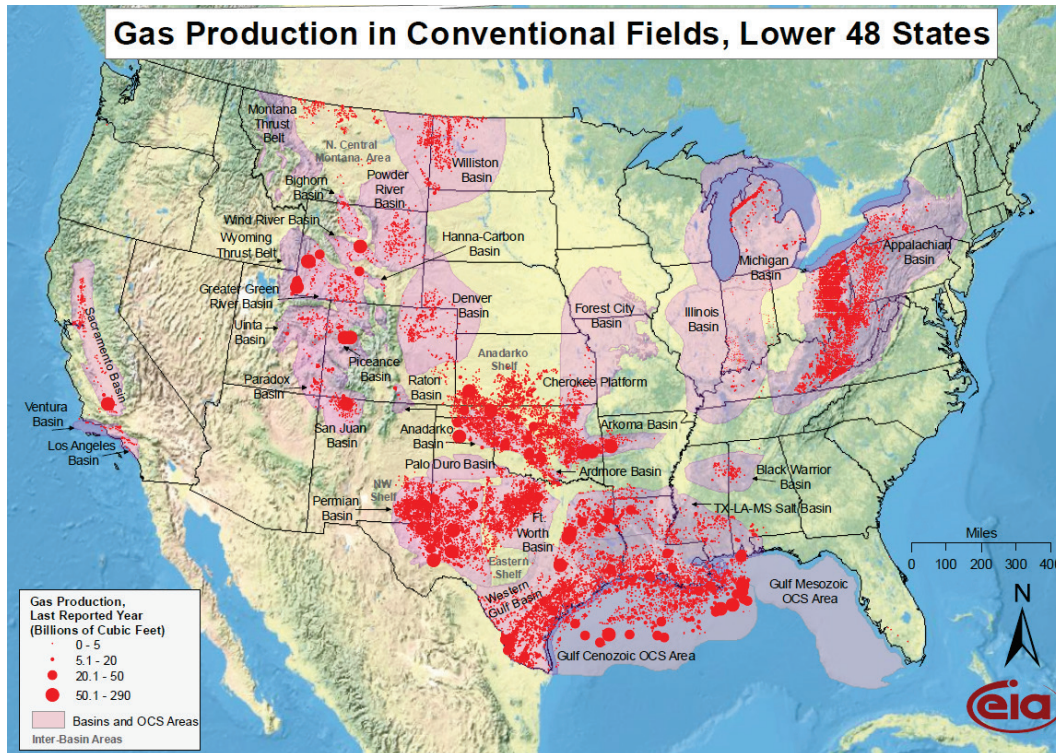 Gas Production in Conventional Fields, Lower 48 States
Montana
Thrust
Belt
N. Central
Montana Area
Williston
Basin
Bighorn
Basin
Powder
River
Basin
Wind River Basin
Wyoming
Thrust Belt
Hanna-Carbon
Basin
Greater Green
River Basin
Michigan
Basin
Appalachian
Basin
Sacramento Basin
Uinta
Basin
Denver
Basin
Forest City
Basin
Illinois
Basin
Piceance
Basin
Anadarko
Shelf
Cherokee Platform
Paradox
Basin
Raton
Basin
Ventura
Basin
Los Angeles
Basin
San Juan
Basin
Anadarko
Basin
Arkoma Basin
Palo Duro Basin
Ardmore Basin
Black Warrior
Basin
NW
Shelf
Permian
Basin
Ft.
Worth
Basin
TX-LA-MS Salt Basin
Eastern
Shelf
Western
Gulf Basin
Gulf Mesozoic
OCS Area
Gulf Cenozoic OCS Area
Miles
0 100 200 300 400
N
Gas Production,
Last Reported Year
(Billions of Cubic Feet)
0 - 5
5.1 - 20
20.1 - 50
50.1 - 290
Basins and OCS Areas
Inter-Basin Areas
eia